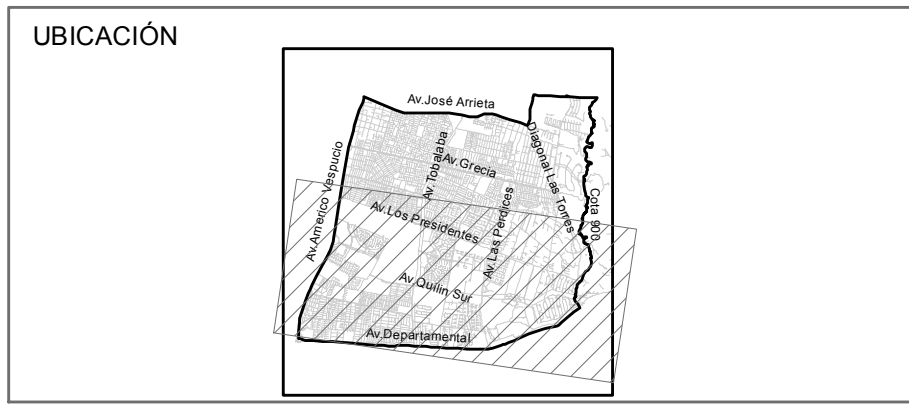 UBICACIÓN
Av.José Arrieta
Diagonal Las Torres
Av.Tobalaba
Av.Grecia
Av.Americo Vespucio
Cota 900
Av.Los Presidentes
Av.Las Perdices
Av.Quilin Sur
Av.Departamental